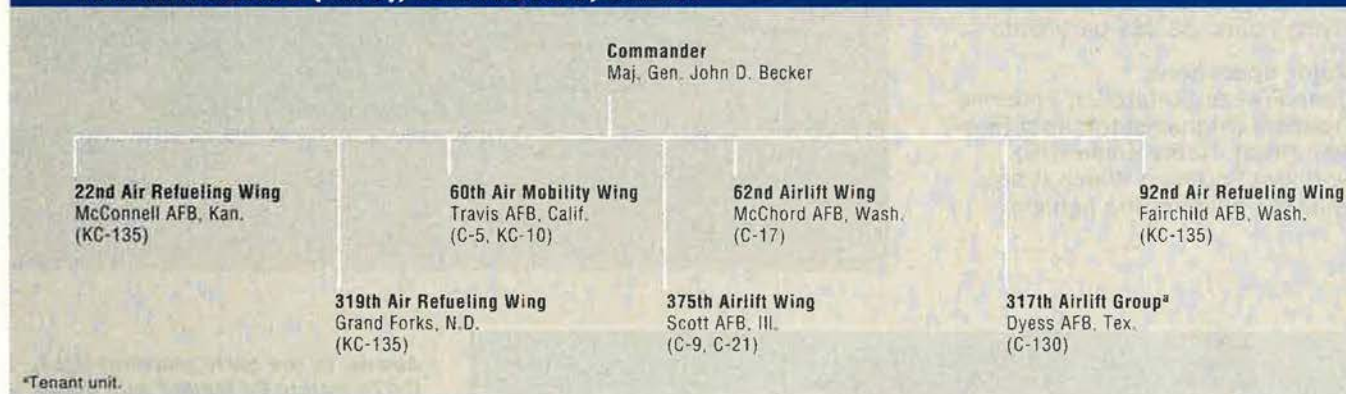 Commander
Maj. Gen. John D. Becker
22nd Air Refueling Wing
McConnell AFB, Kan.
(KC-135)
60th Air Mobility Wing
Travis AFB, Calif.
(C-5, KC-10)
62nd Airlift Wing
McChord AFB, Wash.
(C-17)
92nd Air Refueling Wing
Fairchild AFB, Wash.
(KC-135)
319th Air Refueling Wing
Grand Forks, N.D.
(KC-135)
375th Airlift Wing
Scott AFB, Ill.
(C-9, C-21)
317th Airlift Groupᵃ
Dyess AFB, Tex.
(C-130)
ᵃTenant unit.